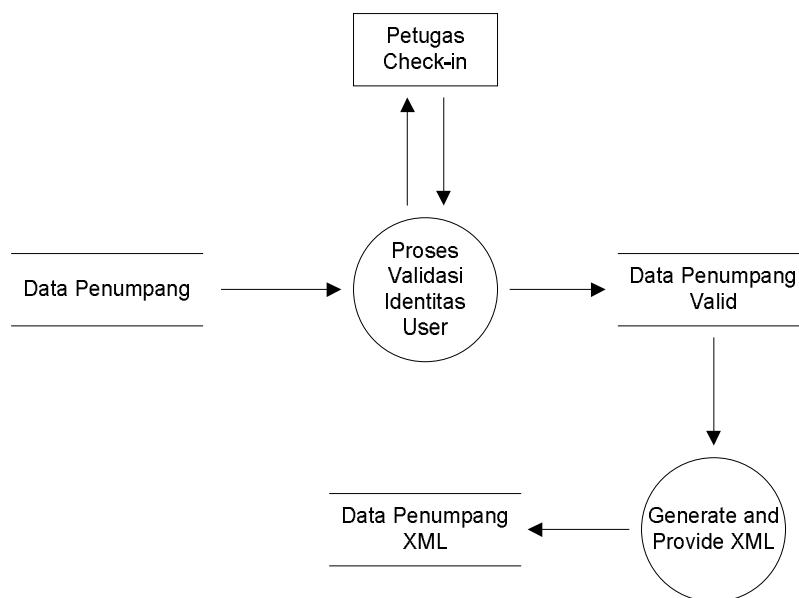 Petugas
Check-in
Data Penumpang
Proses
Validasi
Identitas
User
Data Penumpang
Valid
Generate and
Provide XML
Data Penumpang
XML